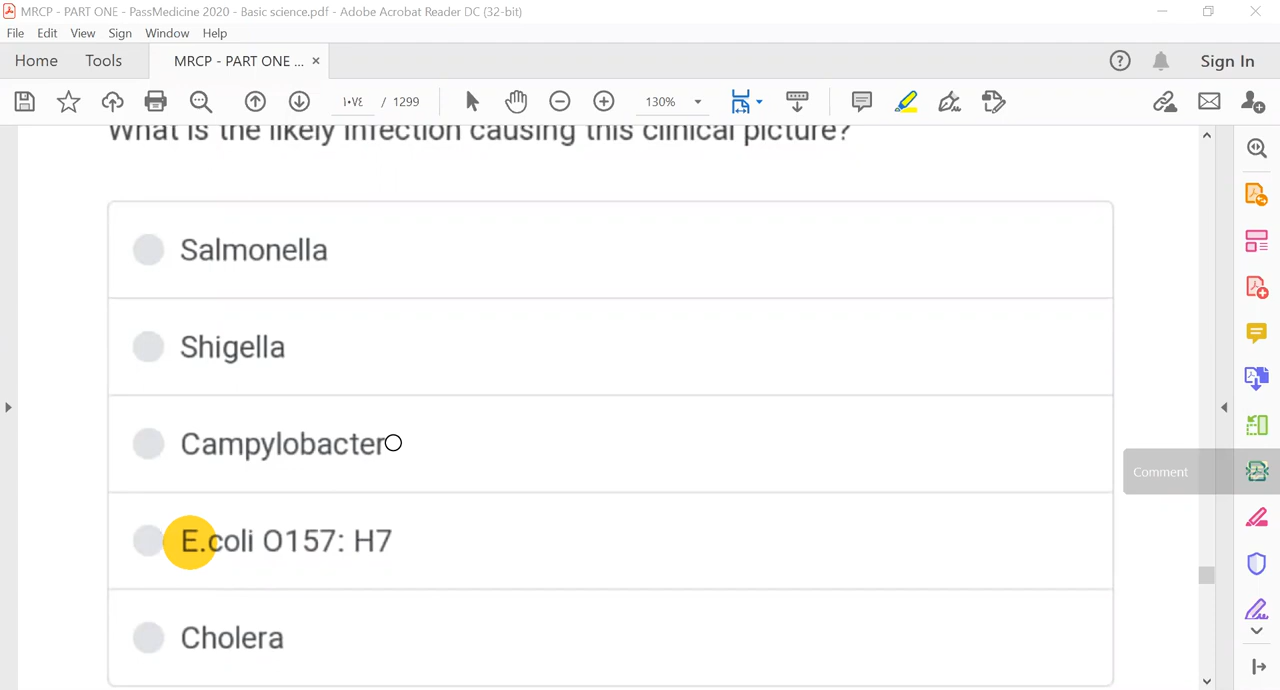 MRCP - PART ONE - PassMedicine 2020 - Basic science.pdf - Adobe Acrobat Reader DC (32-bit)
File Edit View Sign Window Help
Home Tools MRCP - PART ONE ... × Sign In
١٠٧٤ / 1299 130%
What is the likely infection causing this clinical picture?
Salmonella
Shigella
Campylobacter
Comment
E.coli O157: H7
Cholera